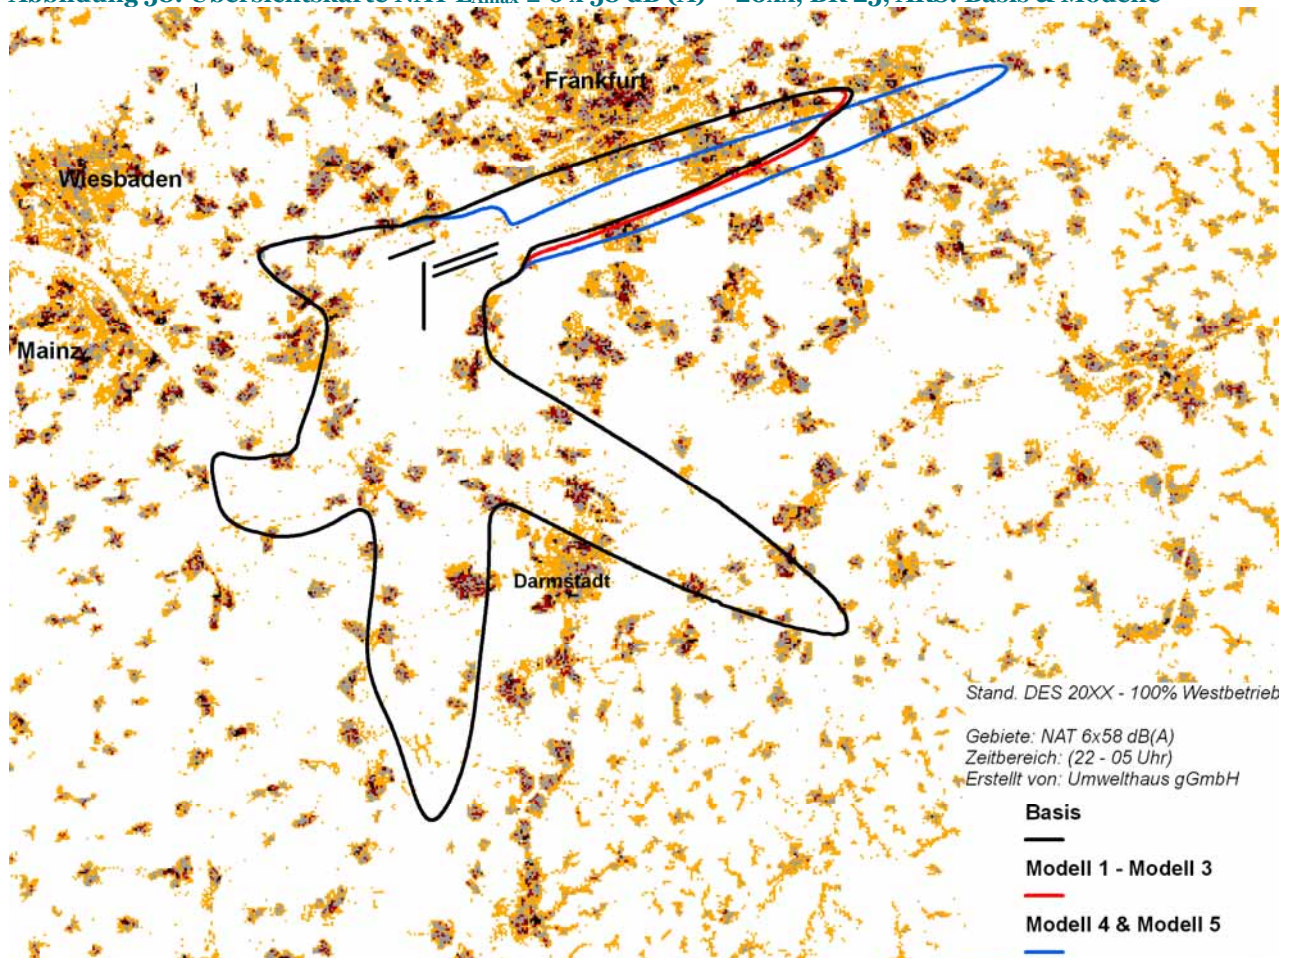 Frankfurt
Wiesbaden
Mainz
Darmstadt
Stand. DES 20XX - 100% Westbetrieb
Gebiete: NAT 6x58 dB(A)
Zeitbereich: (22 - 05 Uhr)
Erstellt von: Umwelthaus gGmbH
Basis
Modell 1 - Modell 3
Modell 4 & Modell 5